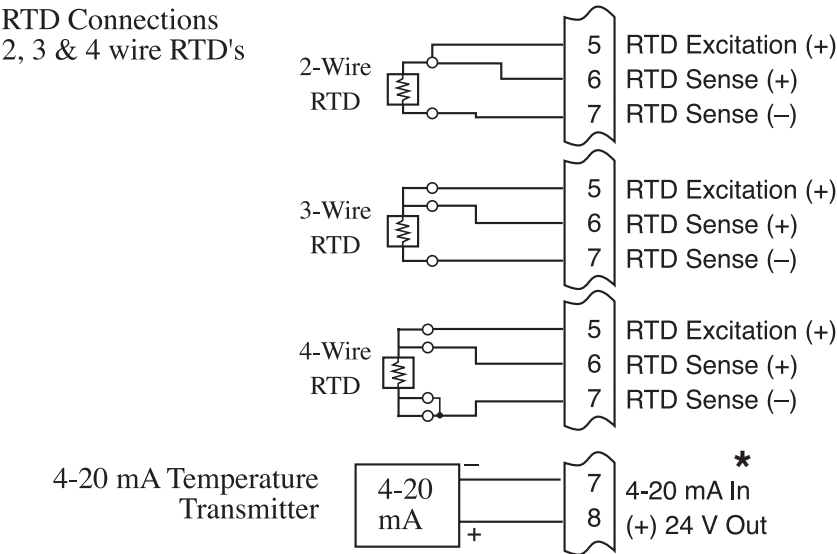 RTD Connections
2, 3 & 4 wire RTD's
2-Wire
RTD
5 RTD Excitation (+)
6 RTD Sense (+)
7 RTD Sense (–)
3-Wire
RTD
5 RTD Excitation (+)
6 RTD Sense (+)
7 RTD Sense (–)
4-Wire
RTD
5 RTD Excitation (+)
6 RTD Sense (+)
7 RTD Sense (–)
4-20 mA Temperature
Transmitter
4-20
mA
–
+
*
7 4-20 mA In
8 (+) 24 V Out